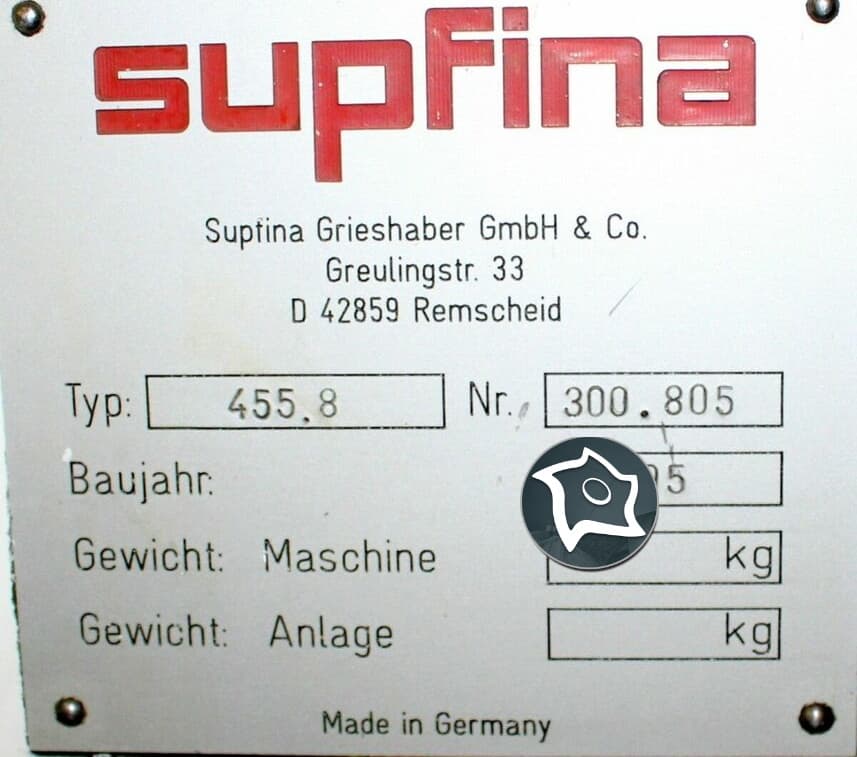 supfina
Supfina Grieshaber GmbH & Co.
Greulingstr. 33
D 42859 Remscheid
Typ: 455.8 Nr. 300.805
Baujahr:
Gewicht: Maschine kg
Gewicht: Anlage kg
Made in Germany